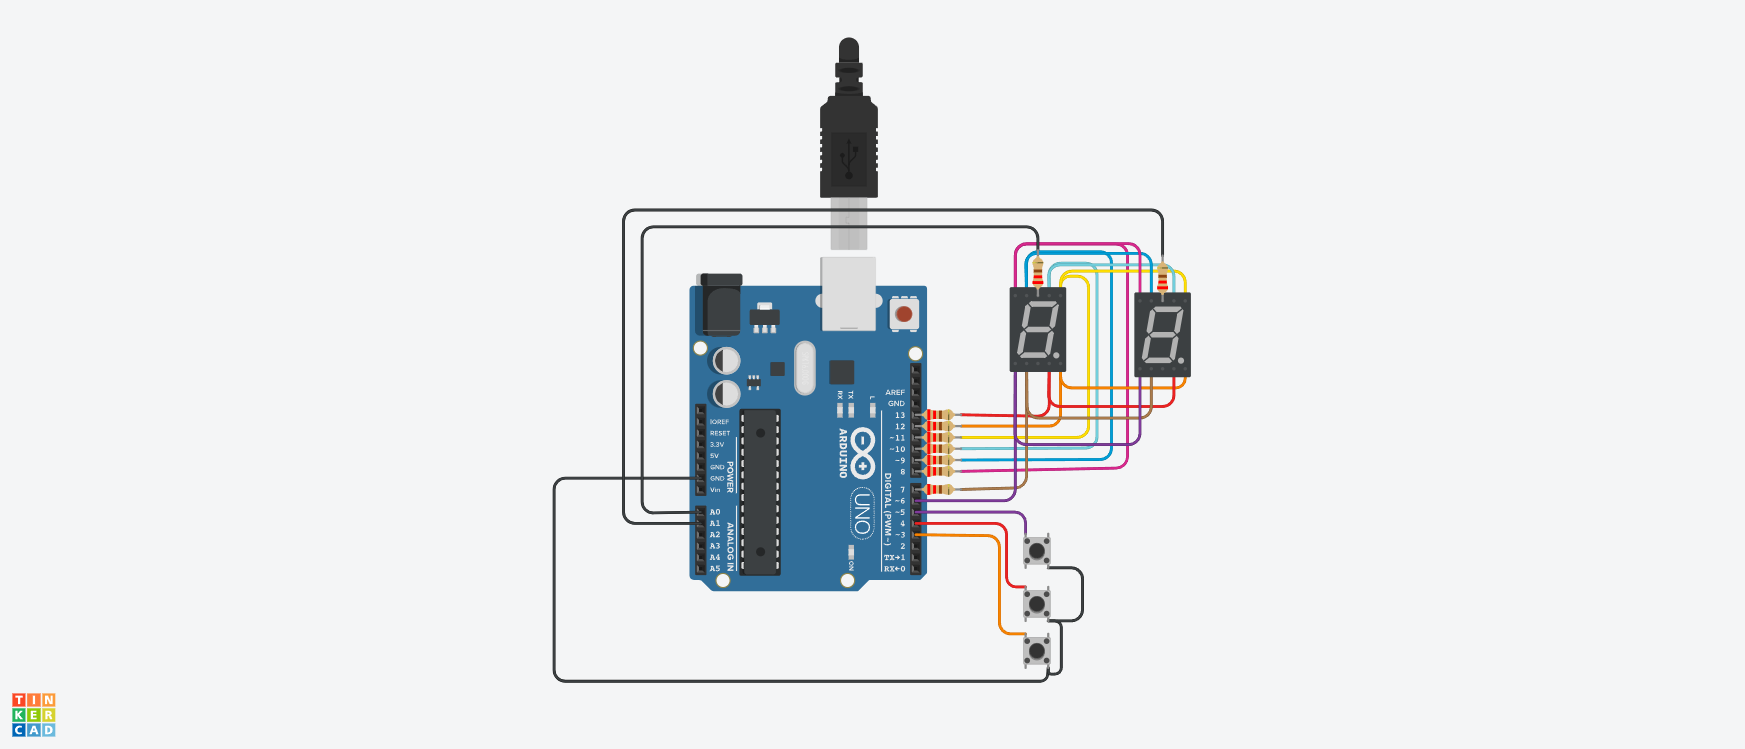 AREF
GND
13
12
~11
~10
~9
8
7
~6
~5
4
~3
2
TX→1
RX←0
DIGITAL (PWM~)
IOREF
RESET
3.3V
5V
GND
GND
Vin
POWER
A0
A1
A2
A3
A4
A5
ANALOG IN
RX
TX
L
ARDUINO
UNO
ON
TIN
KER
CAD